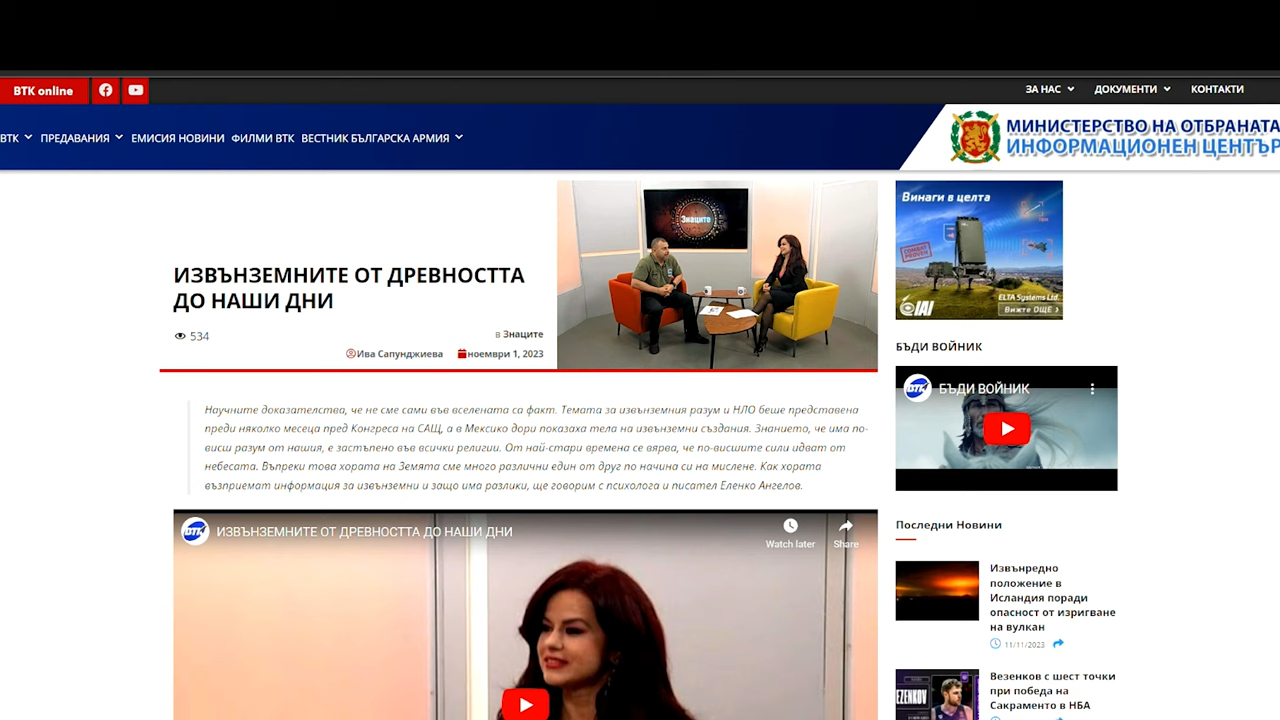 BTK online
ЗА НАС
ДОКУМЕНТИ
КОНТАКТИ
ВТК
ПРЕДАВАНИЯ
ЕМИСИЯ НОВИНИ
ФИЛМИ ВТК
ВЕСТНИК БЪЛГАРСКА АРМИЯ
МИНИСТЕРСТВО НА ОТБРАНАТА
ИНФОРМАЦИОНЕН ЦЕНТЪР
ИЗВЪНЗЕМНИТЕ ОТ ДРЕВНОСТТА
ДО НАШИ ДНИ
534
в Знаците
Ива Сапунджиева
ноември 1, 2023
Знаците
Винаги в целта
COMBAT
PROVEN
IAI
ELTA Systems Ltd.
Вижте ОЩЕ >
БЪДИ ВОЙНИК
ВТК
БЪДИ ВОЙНИК
Научните доказателства, че не сме сами във вселената са факт. Темата за извънземния разум и НЛО беше представена
преди няколко месеца пред Конгреса на САЩ, а в Мексико дори показаха тела на извънземни създания. Знанието, че има по-
висш разум от нашия, е застъпено във всички религии. От най-стари времена се вярва, че по-висшите сили идват от
небесата. Въпреки това хората на Земята сме много различни един от друг по начина си на мислене. Как хората
възприемат информация за извънземни и защо има разлики, ще говорим с психолога и писател Еленко Ангелов.
ВТК
ИЗВЪНЗЕМНИТЕ ОТ ДРЕВНОСТТА ДО НАШИ ДНИ
Watch later
Share
Последни Новини
Извънредно
положение в
Исландия поради
опасност от изригване
на вулкан
11/11/2023
EZENKOV
Везенков с шест точки
при победа на
Сакраменто в НБА